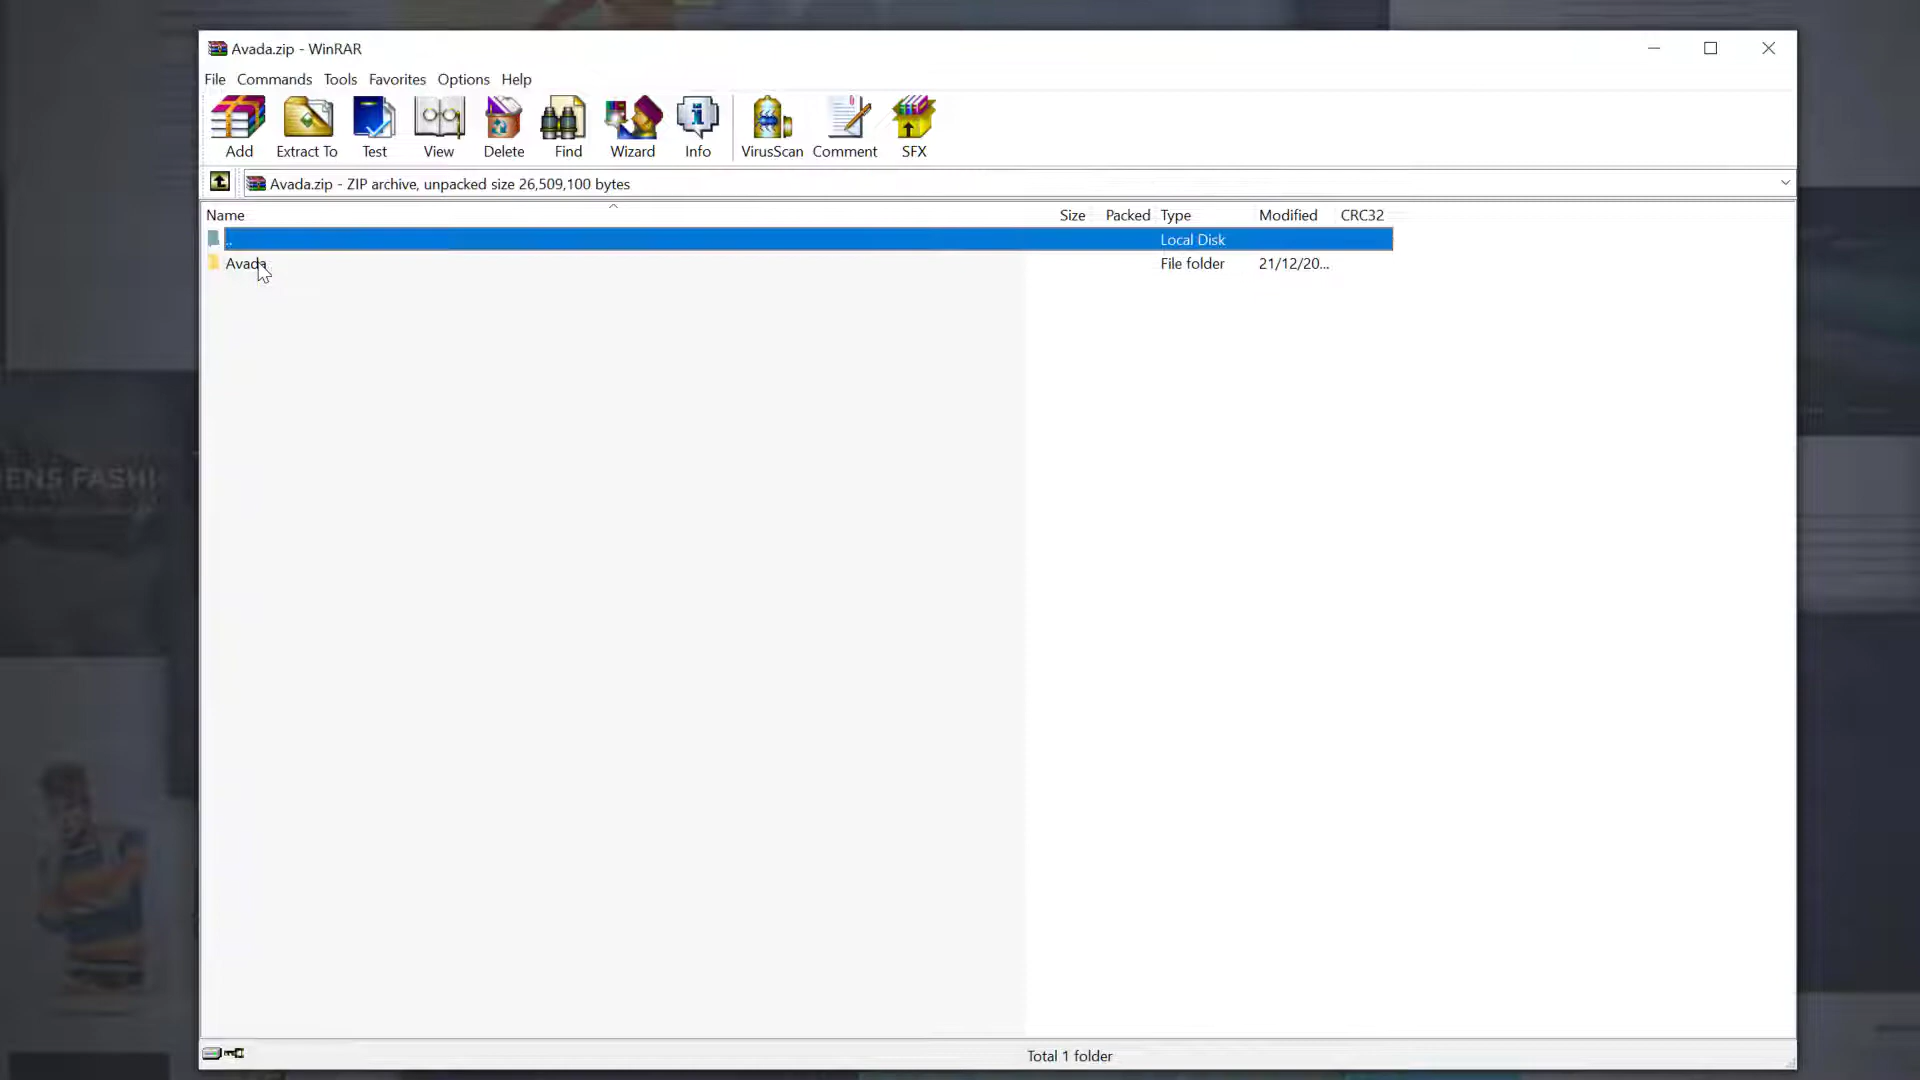 Avada.zip - WinRAR
File Commands Tools Favorites Options Help
Add Extract To Test View Delete Find Wizard Info VirusScan Comment SFX
Avada.zip - ZIP archive, unpacked size 26,509,100 bytes
Name Size Packed Type Modified CRC32
.. Local Disk
Avada File folder 21/12/20...
ENS FASHI
Total 1 folder